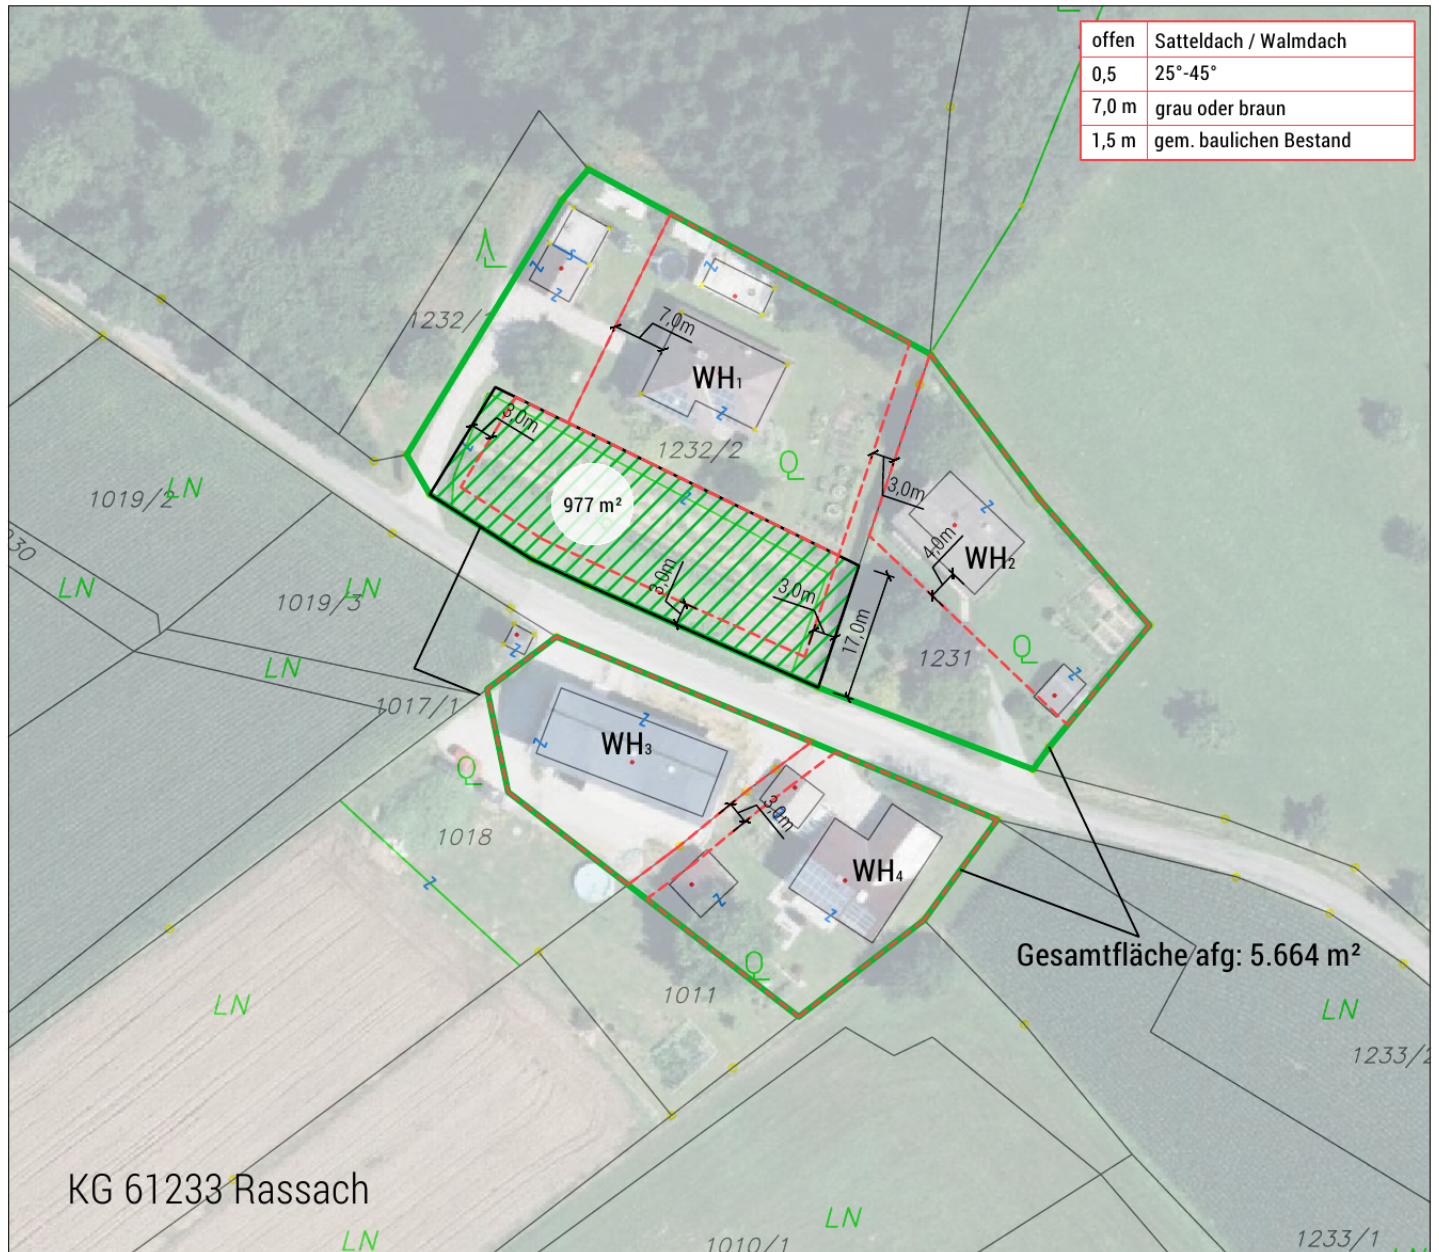 offen Satteldach / Walmdach
0,5 25°-45°
7,0 m grau oder braun
1,5 m gem. baulichen Bestand
1232/1
7,0m
WH1
3,0m
1232/2
Q
1019/2
LN
977 m²
3,0m
WH2
4,0m
LN
1019/3
LN
3,0m
3,0m
17,0m
1231
Q
LN
1017/1
WH3
Q
3,0m
1018
WH4
Gesamtfläche afg: 5.664 m²
Q
1011
LN
LN
KG 61233 Rassach
LN
LN
1010/1
1233/1